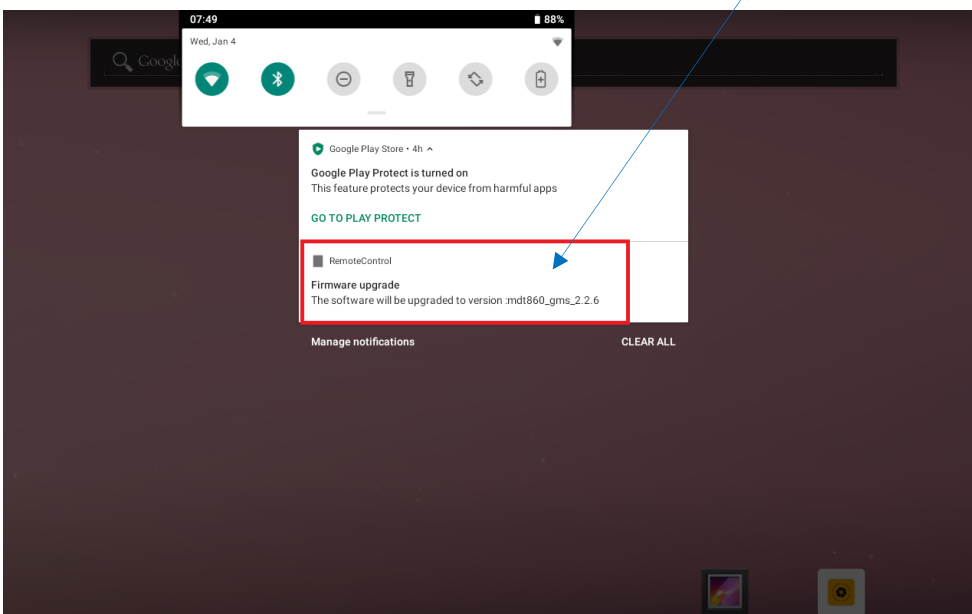 07:49 88%
Wed, Jan 4
Google
Google Play Store • 4h
Google Play Protect is turned on
This feature protects your device from harmful apps
GO TO PLAY PROTECT
RemoteControl
Firmware upgrade
The software will be upgraded to version :mdt860_gms_2.2.6
Manage notifications CLEAR ALL